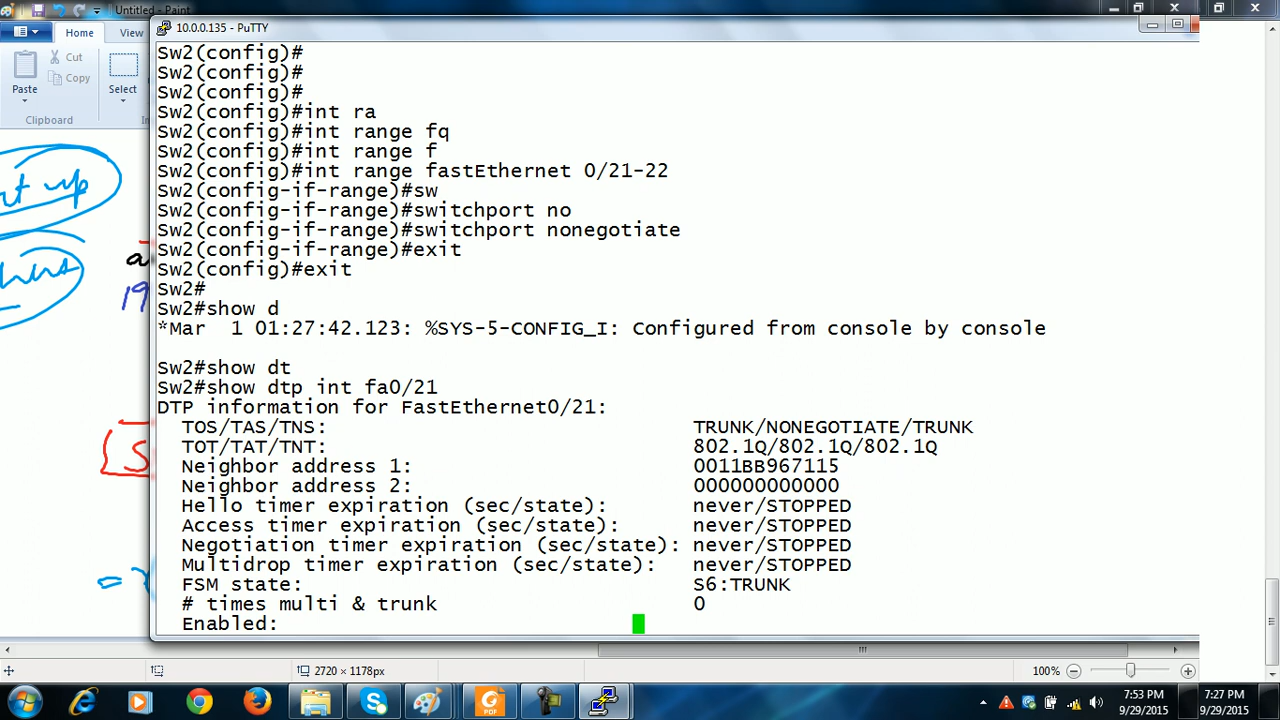 Untitled - Paint
10.0.0.135 - PuTTY
Home
View
Cut
Copy
Paste
Select
Clipboard
Sw2(config)#
Sw2(config)#
Sw2(config)#
Sw2(config)#int ra
Sw2(config)#int range fq
Sw2(config)#int range f
Sw2(config)#int range fastEthernet 0/21-22
Sw2(config-if-range)#sw
Sw2(config-if-range)#switchport no
Sw2(config-if-range)#switchport nonegotiate
Sw2(config-if-range)#exit
Sw2(config)#exit
Sw2#
Sw2#show d
*Mar  1 01:27:42.123: %SYS-5-CONFIG_I: Configured from console by console
Sw2#show dt
Sw2#show dtp int fa0/21
DTP information for FastEthernet0/21:
TOS/TAS/TNS: TRUNK/NONEGOTIATE/TRUNK
TOT/TAT/TNT: 802.1Q/802.1Q/802.1Q
Neighbor address 1: 0011BB967115
Neighbor address 2: 000000000000
Hello timer expiration (sec/state): never/STOPPED
Access timer expiration (sec/state): never/STOPPED
Negotiation timer expiration (sec/state): never/STOPPED
Multidrop timer expiration (sec/state): never/STOPPED
FSM state: S6:TRUNK
# times multi & trunk 0
Enabled:
up
a
19
S
2720 × 1178px
100%
PDF
7:53 PM
9/29/2015
7:27 PM
9/29/2015